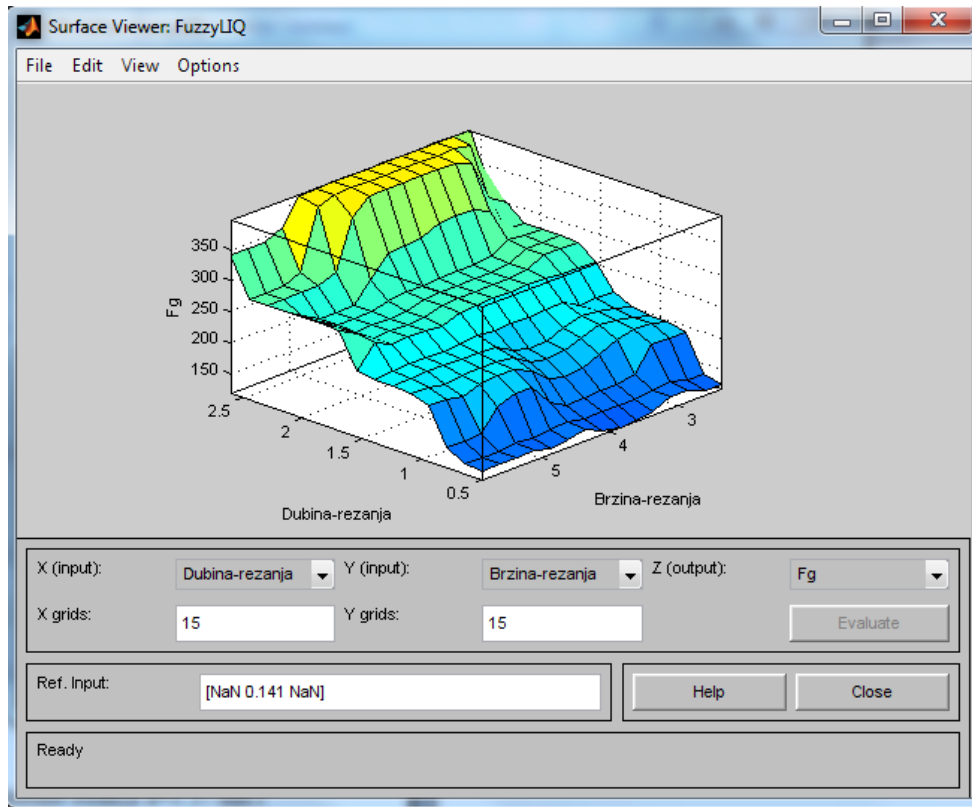 Surface Viewer: FuzzyLIQ
File Edit View Options
350
300
250
200
150
Fg
2.5
2
1.5
1
0.5
Dubina-rezanja
5
4
3
Brzina-rezanja
X (input): Dubina-rezanja Y (input): Brzina-rezanja Z (output): Fg
X grids: 15 Y grids: 15 Evaluate
Ref. Input: [NaN 0.141 NaN] Help Close
Ready